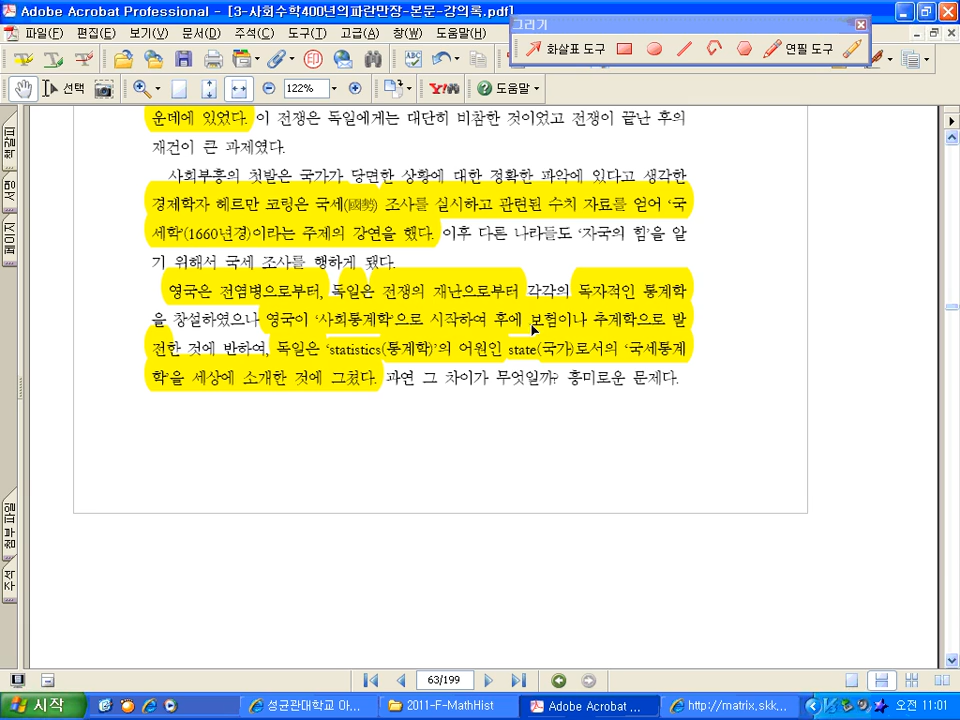 Adobe Acrobat Professional - [3-사회수학400년의파란만장-본문-강의록.pdf]
파일(F) 편집(E) 보기(V) 문서(D) 주석(C) 도구(T) 고급(A) 창(W) 도움말(H)
그리기
화살표 도구 연필 도구
선택 122% Y! 도움말
책갈피
서명
페이지
첨부 파일
주석
운데에 있었다. 이 전쟁은 독일에게는 대단히 비참한 것이었고 전쟁이 끝난 후의
재건이 큰 과제였다.
사회부흥의 첫발은 국가가 당면한 상황에 대한 정확한 파악에 있다고 생각한
경제학자 헤르만 코링은 국세(國勢) 조사를 실시하고 관련된 수치 자료를 얻어 ‘국
세학’(1660년경)이라는 주제의 강연을 했다. 이후 다른 나라들도 ‘자국의 힘’을 알
기 위해서 국세 조사를 행하게 됐다.
영국은 전염병으로부터, 독일은 전쟁의 재난으로부터 각각의 독자적인 통계학
을 창설하였으나 영국이 ‘사회통계학’으로 시작하여 후에 보험이나 추계학으로 발
전한 것에 반하여, 독일은 ‘statistics(통계학)’의 어원인 state(국가)로서의 ‘국세통계
학’을 세상에 소개한 것에 그쳤다. 과연 그 차이가 무엇일까? 흥미로운 문제다.
63/199
시작 성균관대학교 아... 2011-F-MathHist Adobe Acrobat ... http://matrix,skk... 오전 11:01